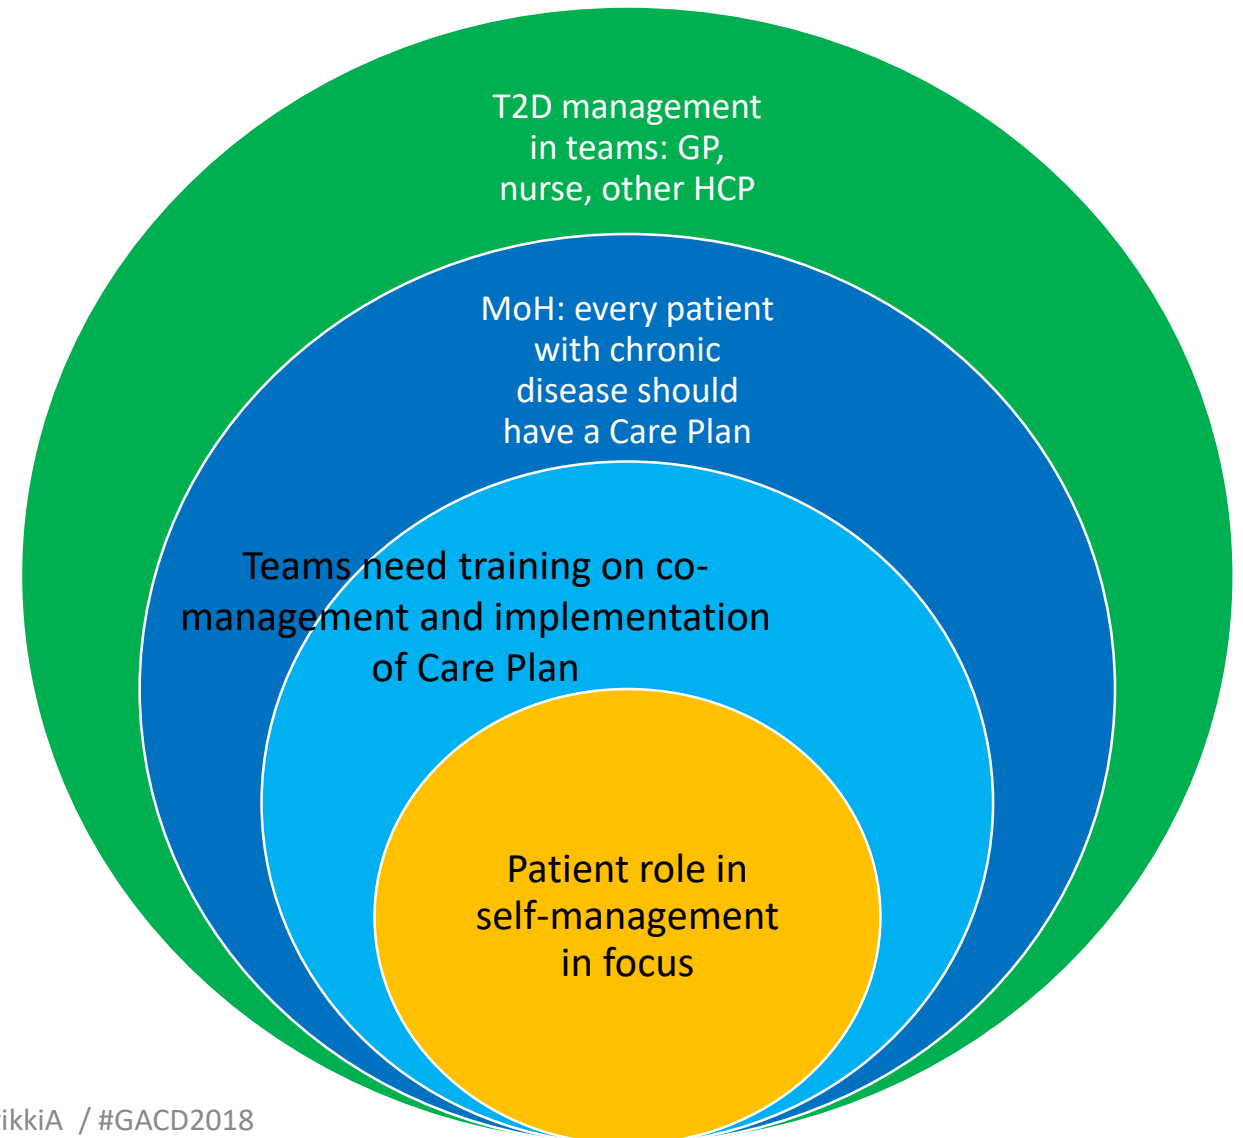 T2D management
in teams: GP,
nurse, other HCP
MoH: every patient
with chronic
disease should
have a Care Plan
Teams need training on co-
management and implementation
of Care Plan
Patient role in
self-management
in focus
ikkiA / #GACD2018